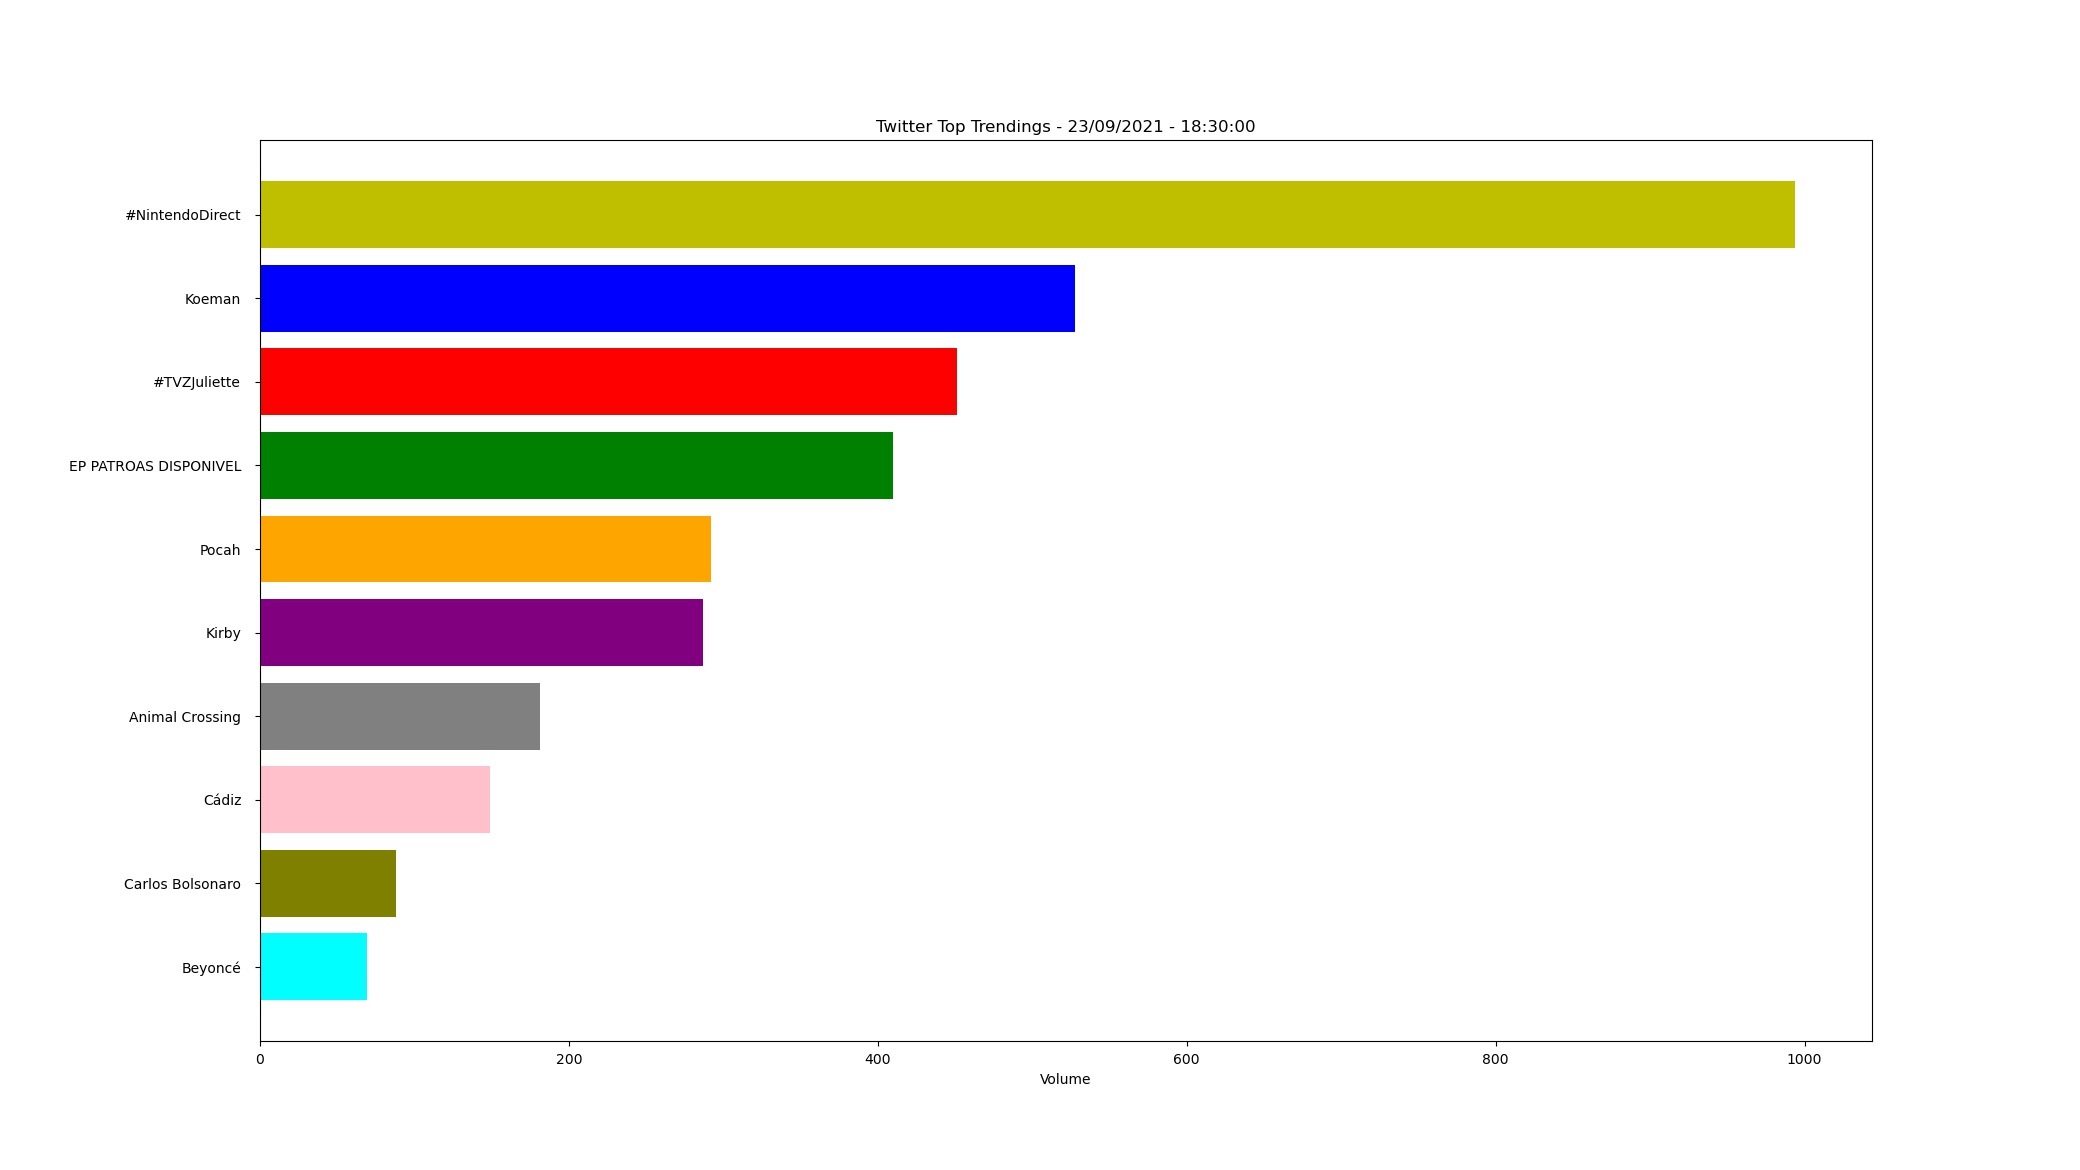 Twitter Top Trendings - 23/09/2021 - 18:30:00
#NintendoDirect
Koeman
#TVZJuliette
EP PATROAS DISPONIVEL
Pocah
Kirby
Animal Crossing
Cádiz
Carlos Bolsonaro
Beyoncé
0 200 400 600 800 1000
Volume